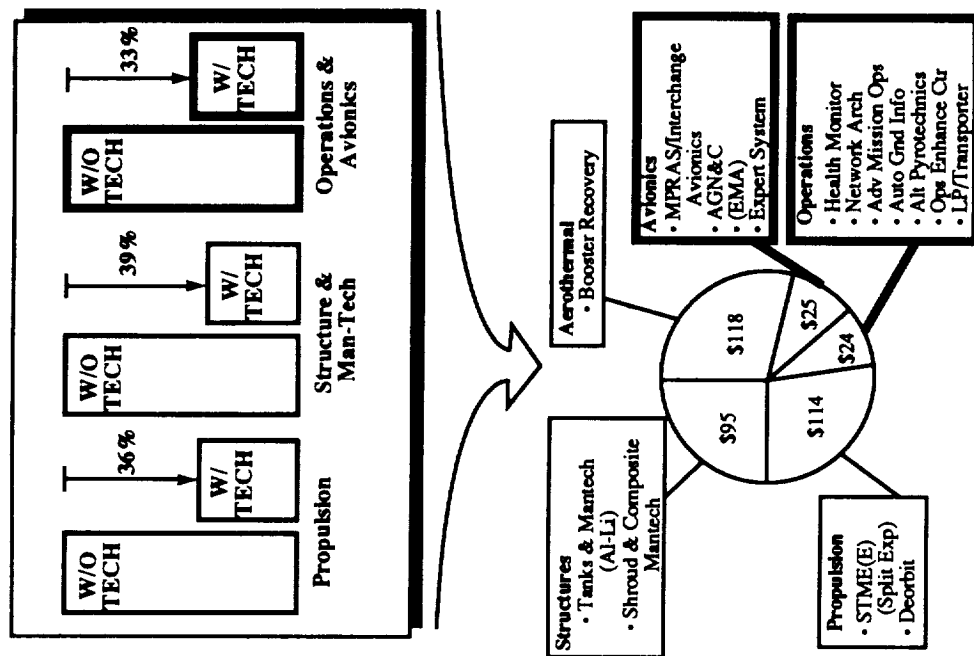 W/O
TECH
36%
W/
TECH
Propulsion
W/O
TECH
39%
W/
TECH
Structure &
Man-Tech
W/O
TECH
33%
W/
TECH
Operations &
Avionics
Structures
• Tanks & Mantech
(Al-Li)
• Shroud & Composite
Mantech
Aerothermal
• Booster Recovery
Avionics
• MPRAS/Interchange
Avionics
• AGN&C
• (EMA)
• Expert System
$95
$118
$25
$24
$114
Propulsion
• STME(E)
(Split Exp)
• Deorbit
Operations
• Health Monitor
• Network Arch
• Adv Mission Ops
• Auto Gnd Info
• Alt Pyrotechnics
• Ops Enhance Ctr
• LP/Transporter